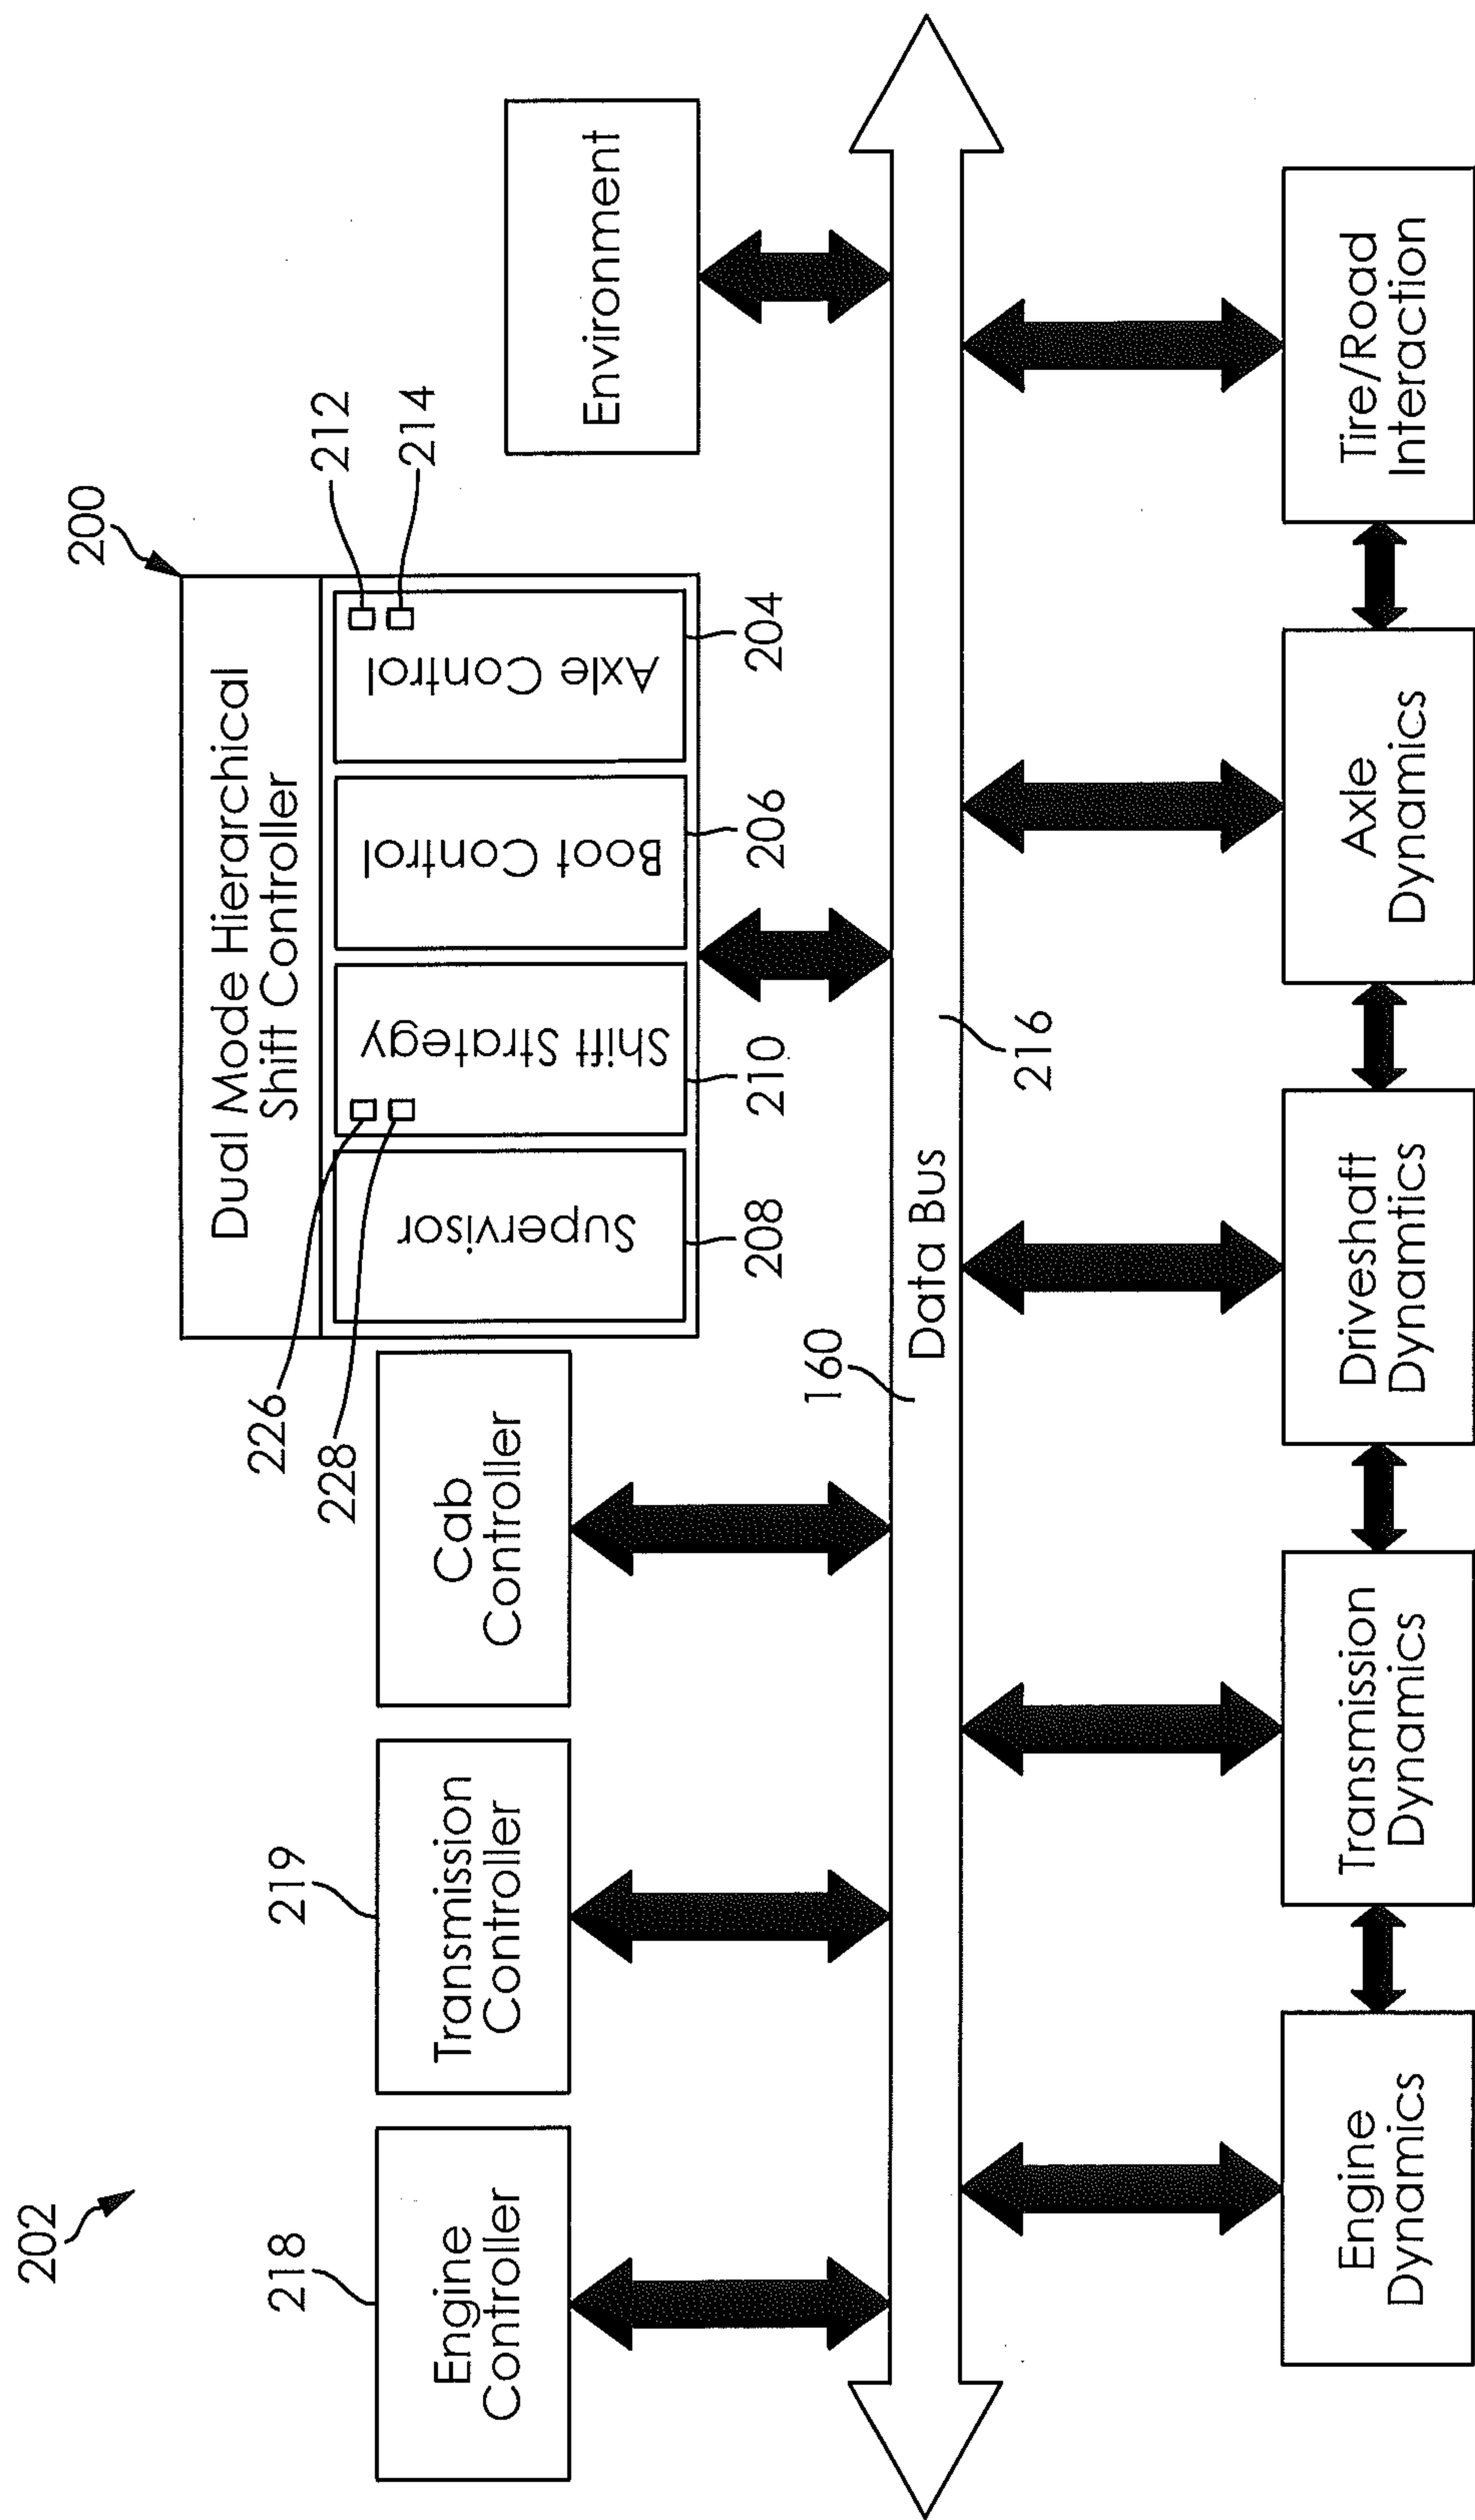 202
200
Dual Mode Hierarchical
Shift Controller
218
219
226
228
212
214
Engine
Controller
Transmission
Controller
Cab
Controller
Supervisor
Shift Strategy
Boot Control
Axle Control
Environment
208
210
206
204
160
Data Bus
216
Engine
Dynamics
Transmission
Dynamics
Driveshaft
Dynamtics
Axle
Dynamics
Tire/Road
Interaction